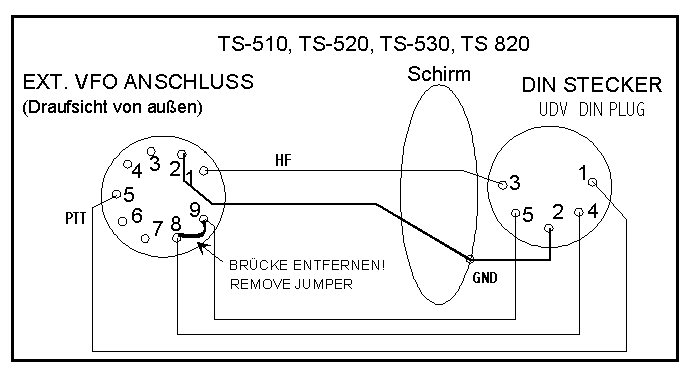 TS-510, TS-520, TS-530, TS 820
EXT. VFO ANSCHLUSS
(Draufsicht von außen)
Schirm
DIN STECKER
UDV DIN PLUG
HF
1
2
3
4
5
6
7
8
9
PTT
BRÜCKE ENTFERNEN!
REMOVE JUMPER
GND
3
1
5
2
4